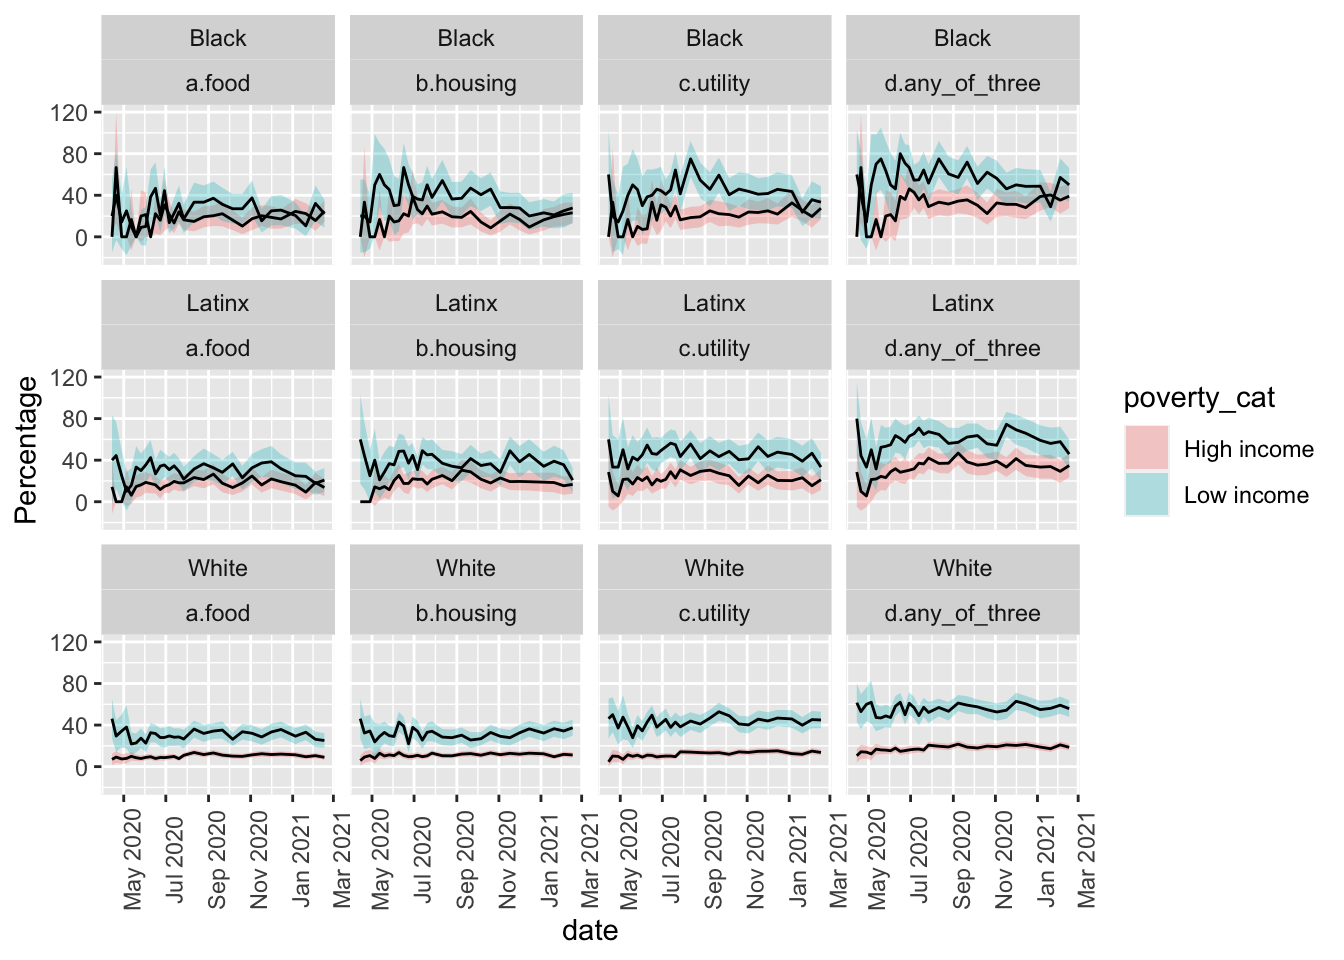 Black
Black
Black
Black
a.food
b.housing
c.utility
d.any_of_three
120
80
40
0
Latinx
Latinx
Latinx
Latinx
a.food
b.housing
c.utility
d.any_of_three
120
80
40
0
White
White
White
White
a.food
b.housing
c.utility
d.any_of_three
120
80
40
0
Percentage
May 2020
Jul 2020
Sep 2020
Nov 2020
Jan 2021
Mar 2021
May 2020
Jul 2020
Sep 2020
Nov 2020
Jan 2021
Mar 2021
May 2020
Jul 2020
Sep 2020
Nov 2020
Jan 2021
Mar 2021
May 2020
Jul 2020
Sep 2020
Nov 2020
Jan 2021
Mar 2021
date
poverty_cat
High income
Low income